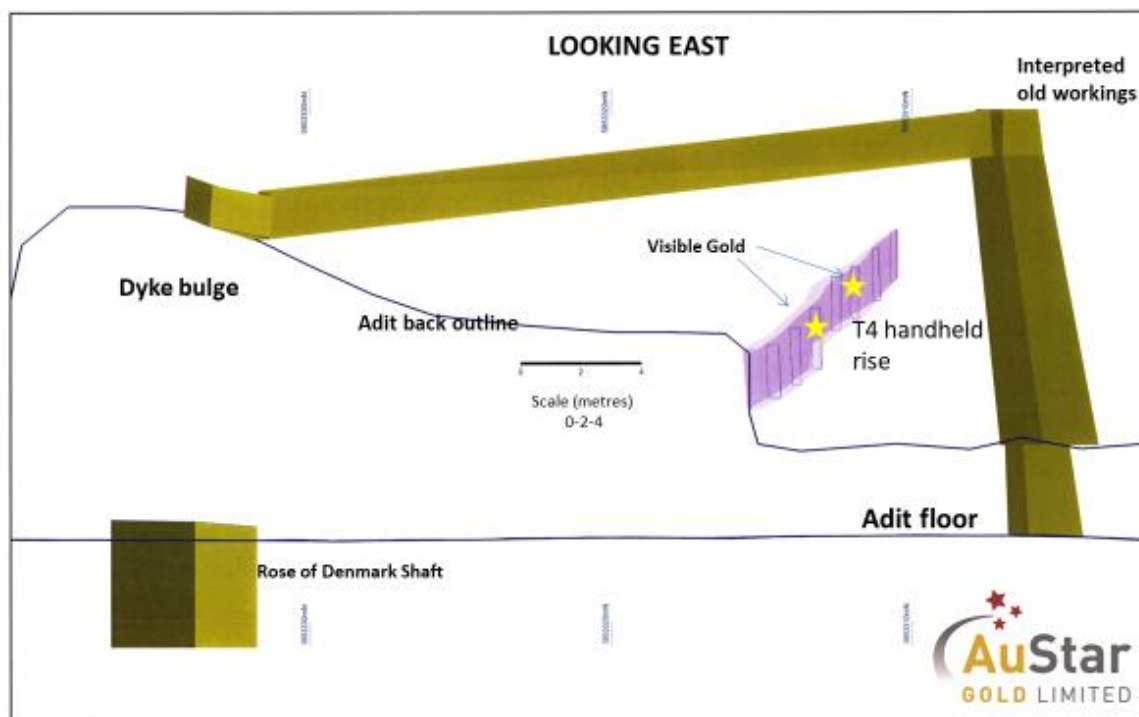 LOOKING EAST
Interpreted
old workings
Visible Gold
Dyke bulge
Adit back outline
T4 handheld
rise
0 2 4
Scale (metres)
0-2-4
Adit floor
Rose of Denmark Shaft
AuStar
GOLD LIMITED